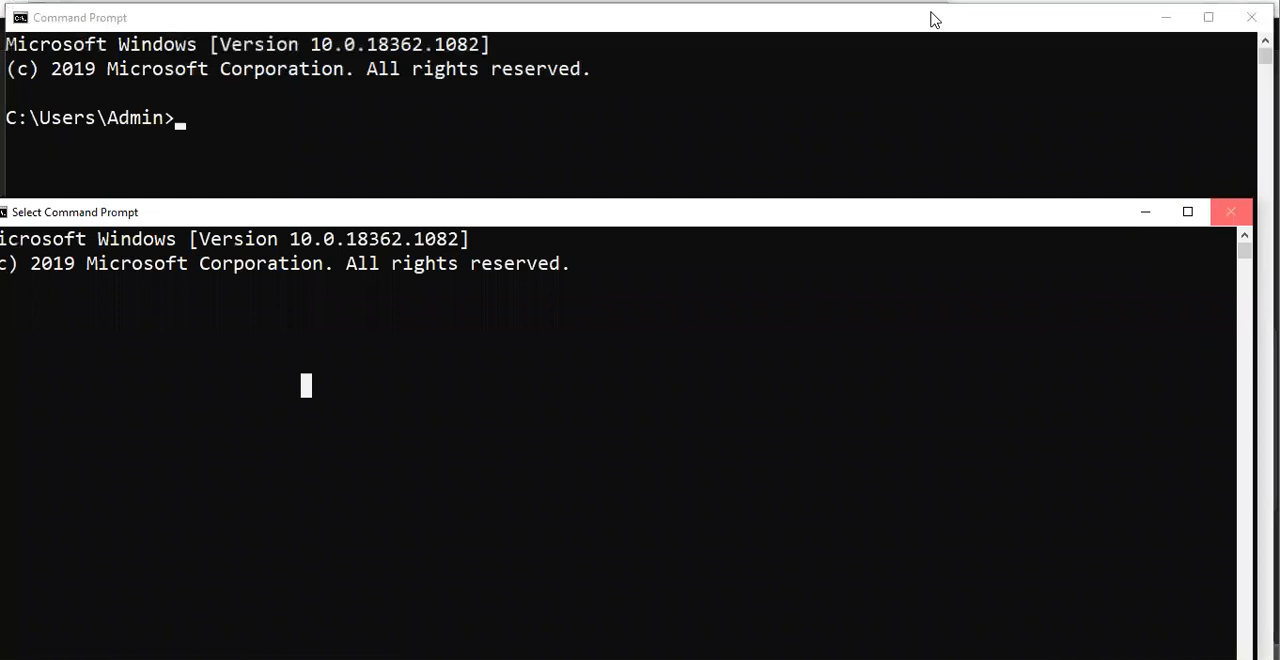 Command Prompt
Microsoft Windows [Version 10.0.18362.1082]
(c) 2019 Microsoft Corporation. All rights reserved.
C:\Users\Admin>
Select Command Prompt
icrosoft Windows [Version 10.0.18362.1082]
c) 2019 Microsoft Corporation. All rights reserved.